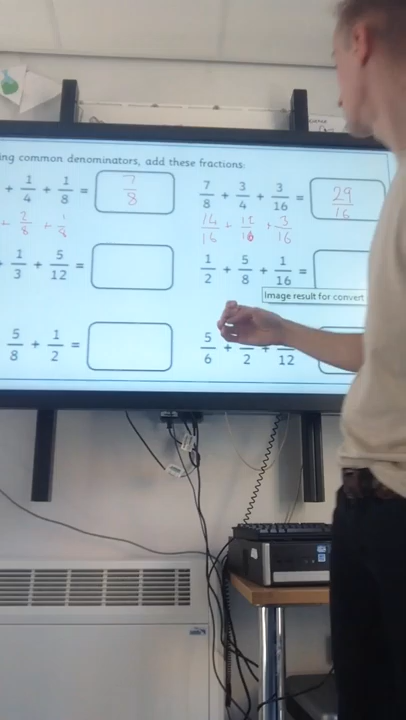 ing common denominators, add these fractions:
+ 1/4 + 1/8 = 7/8
7/8 + 3/4 + 3/16 = 29/16
+ 2/8 + 1/8
14/16 + 12/16 + 3/16
1/3 + 5/12 =
1/2 + 5/8 + 1/16 =
Image result for convert
5/8 + 1/2 =
5/6 + /2 + /12